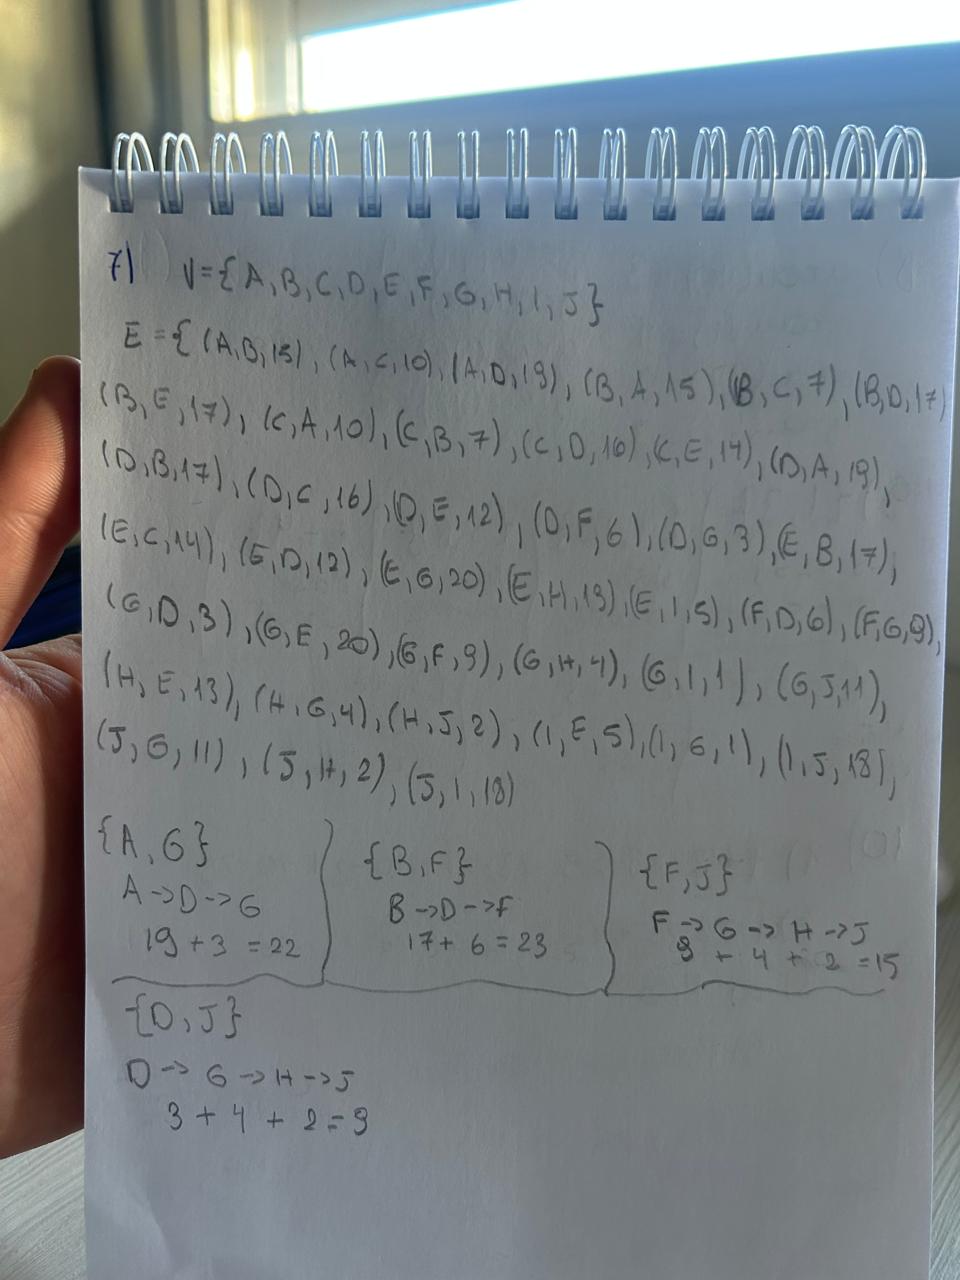 7) V={A,B,C,D,E,F,G,H,I,J}
E={(A,B,15),(A,C,10),(A,D,19),(B,A,15),(B,C,7),(B,D,17)
(B,E,17),(C,A,10),(C,B,7),(C,D,16),(C,E,14),(D,A,19),
(D,B,17),(D,C,16),(D,E,12),(D,F,6),(D,G,3),(E,B,17),
(E,C,14),(E,D,12),(E,G,20),(E,H,13),(E,I,5),(F,D,6),(F,G,9),
(G,D,3),(G,E,20),(G,F,9),(G,H,4),(G,I,1),(G,J,11),
(H,E,13),(H,G,4),(H,J,2),(I,E,5),(I,G,1),(I,J,18),
(J,G,11),(J,H,2),(J,I,18)
{A,G}
A->D->G
19+3=22
{B,F}
B->D->F
17+6=23
{F,J}
F->G->H->J
9+4+2=15
{D,J}
D->G->H->J
3+4+2=9